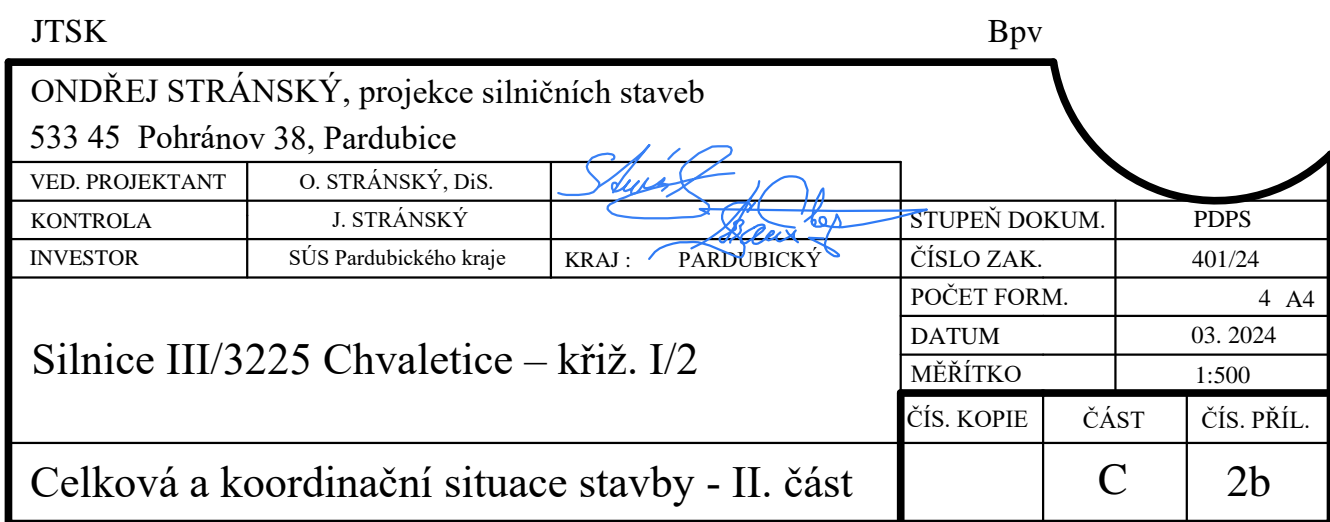 JTSK Bpv
ONDŘEJ STRÁNSKÝ, projekce silničních staveb
533 45 Pohránov 38, Pardubice
VED. PROJEKTANT O. STRÁNSKÝ, DiS.
KONTROLA J. STRÁNSKÝ STUPEŇ DOKUM. PDPS
INVESTOR SÚS Pardubického kraje KRAJ : PARDUBICKÝ ČÍSLO ZAK. 401/24
POČET FORM. 4 A4
DATUM 03. 2024
MĚŘÍTKO 1:500
Silnice III/3225 Chvaletice – křiž. I/2
ČÍS. KOPIE ČÁST ČÍS. PŘÍL.
Celková a koordinační situace stavby - II. část C 2b